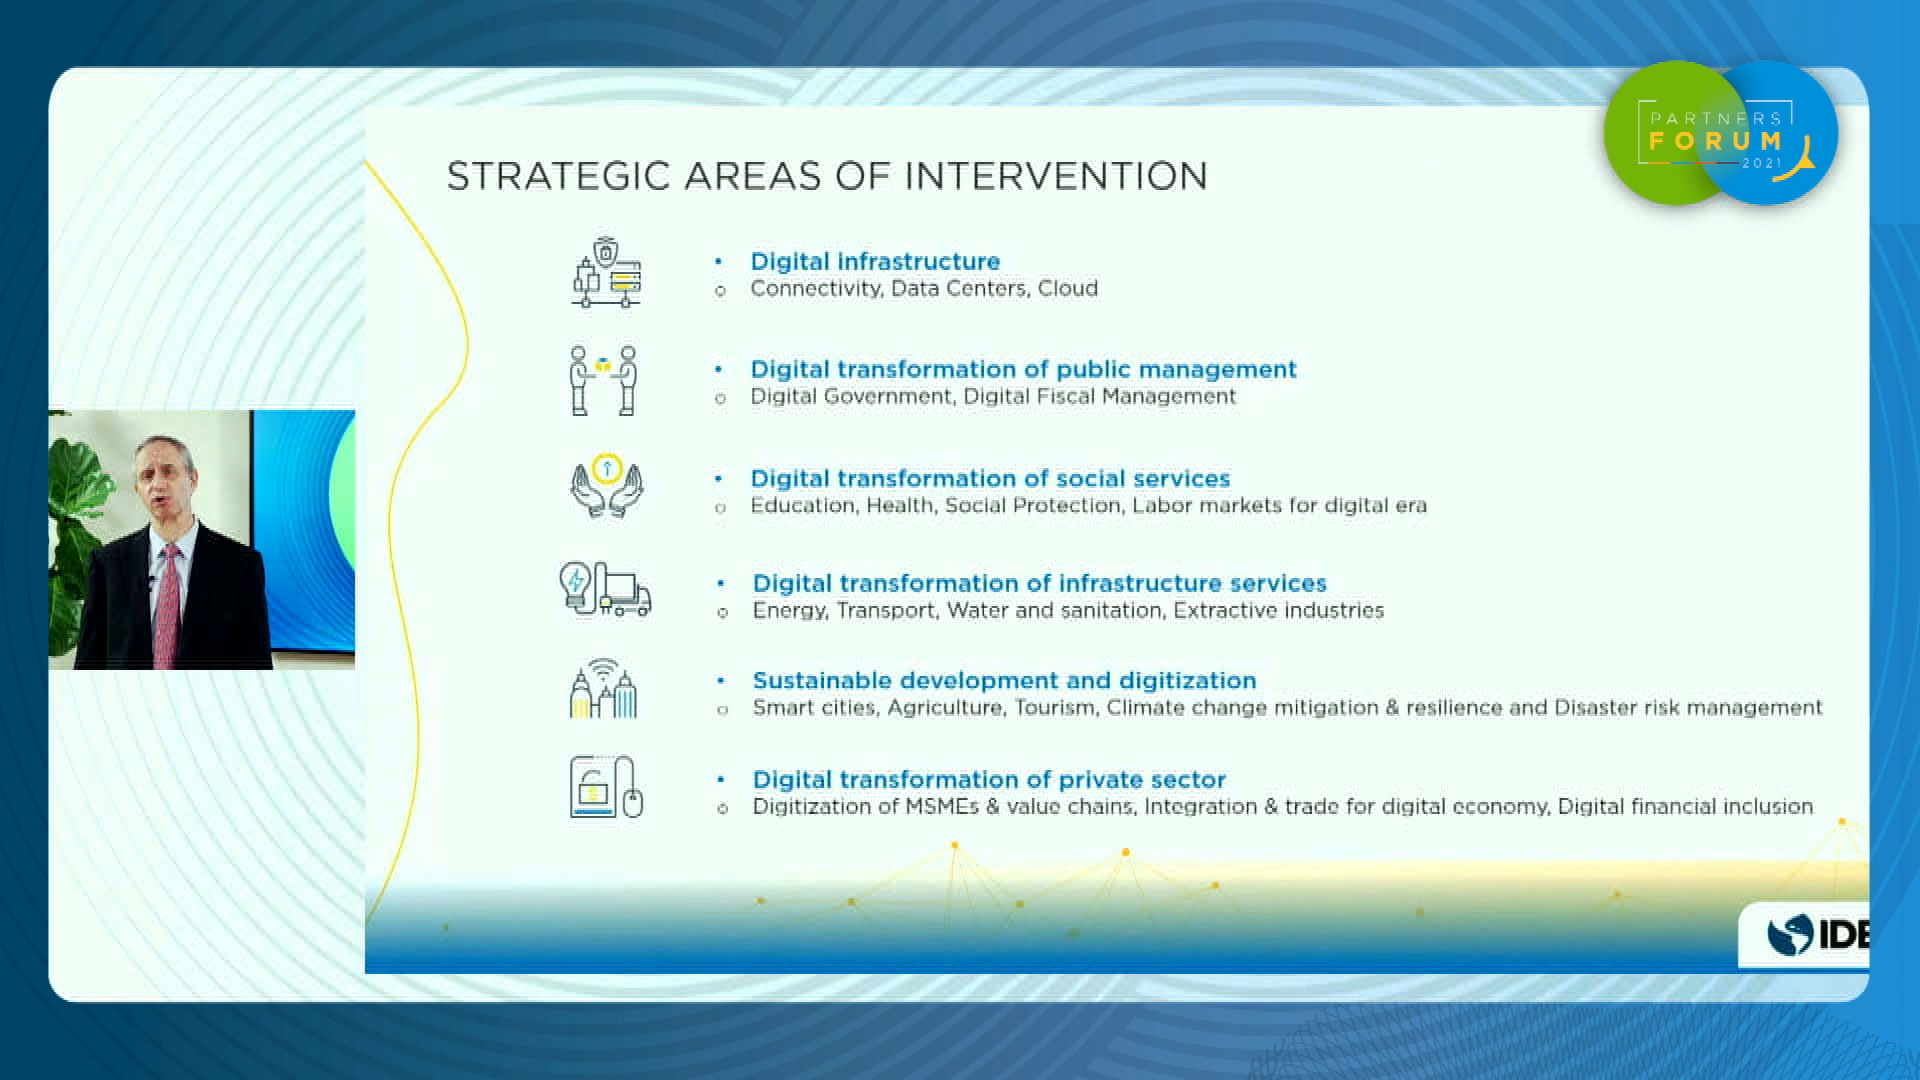 PARTNERS
FORUM
2021
STRATEGIC AREAS OF INTERVENTION
• Digital infrastructure
o Connectivity, Data Centers, Cloud
• Digital transformation of public management
o Digital Government, Digital Fiscal Management
• Digital transformation of social services
o Education, Health, Social Protection, Labor markets for digital era
• Digital transformation of infrastructure services
o Energy, Transport, Water and sanitation, Extractive industries
• Sustainable development and digitization
o Smart cities, Agriculture, Tourism, Climate change mitigation & resilience and Disaster risk management
• Digital transformation of private sector
o Digitization of MSMEs & value chains, Integration & trade for digital economy, Digital financial inclusion